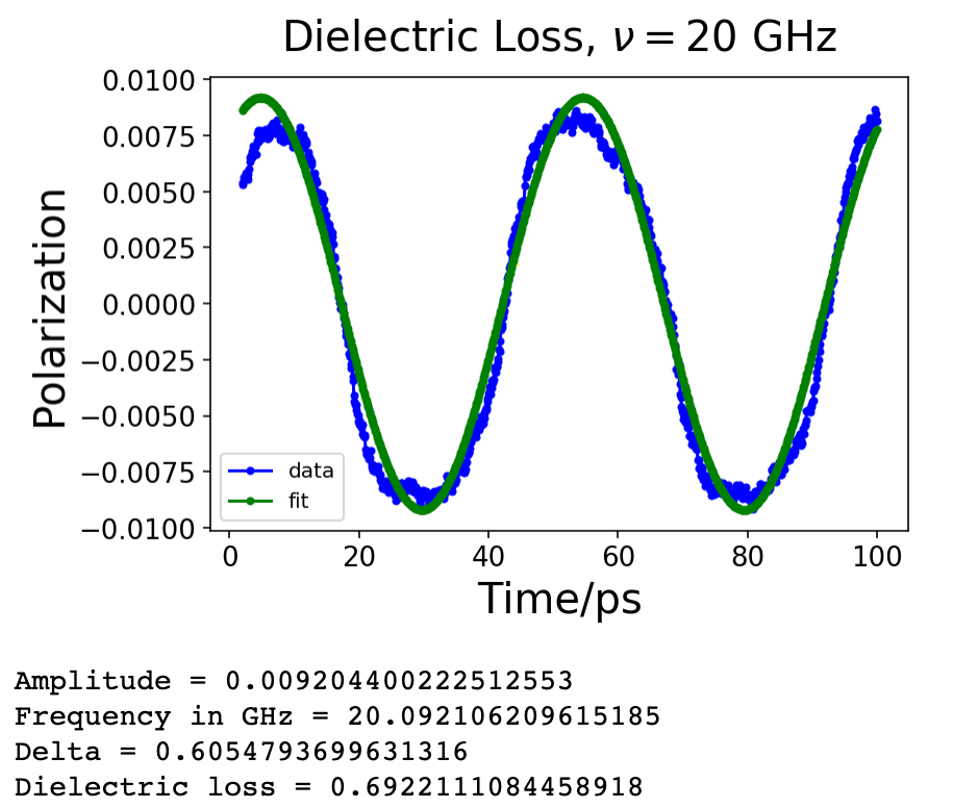 Dielectric Loss, ν = 20 GHz
0.0100
0.0075
0.0050
0.0025
0.0000
−0.0025
−0.0050
−0.0075
−0.0100
Polarization
data
fit
0 20 40 60 80 100
Time/ps
Amplitude = 0.009204400222512553
Frequency in GHz = 20.092106209615185
Delta = 0.6054793699631316
Dielectric loss = 0.6922111084458918